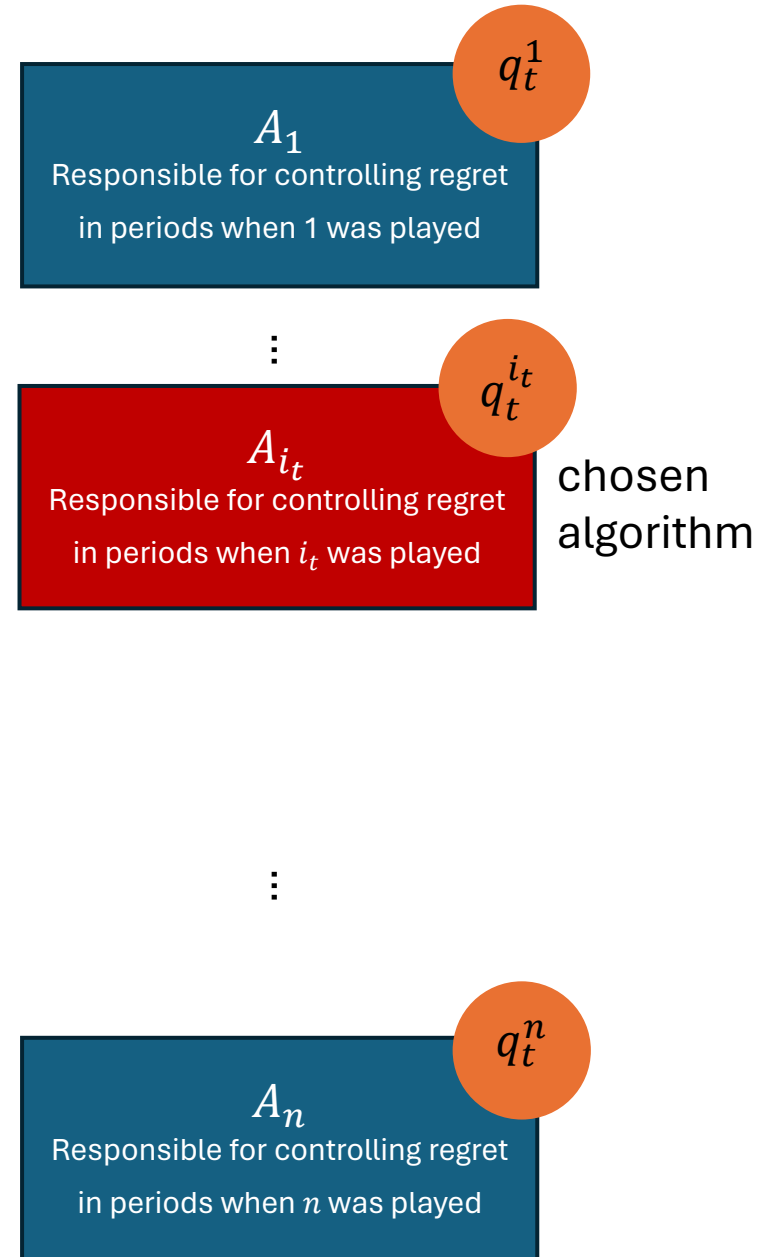 $q_t^1$
$A_1$
Responsible for controlling regret
in periods when 1 was played
⋮
$q_t^{i_t}$
$A_{i_t}$
Responsible for controlling regret
in periods when $i_t$ was played
chosen
algorithm
⋮
$q_t^n$
$A_n$
Responsible for controlling regret
in periods when $n$ was played